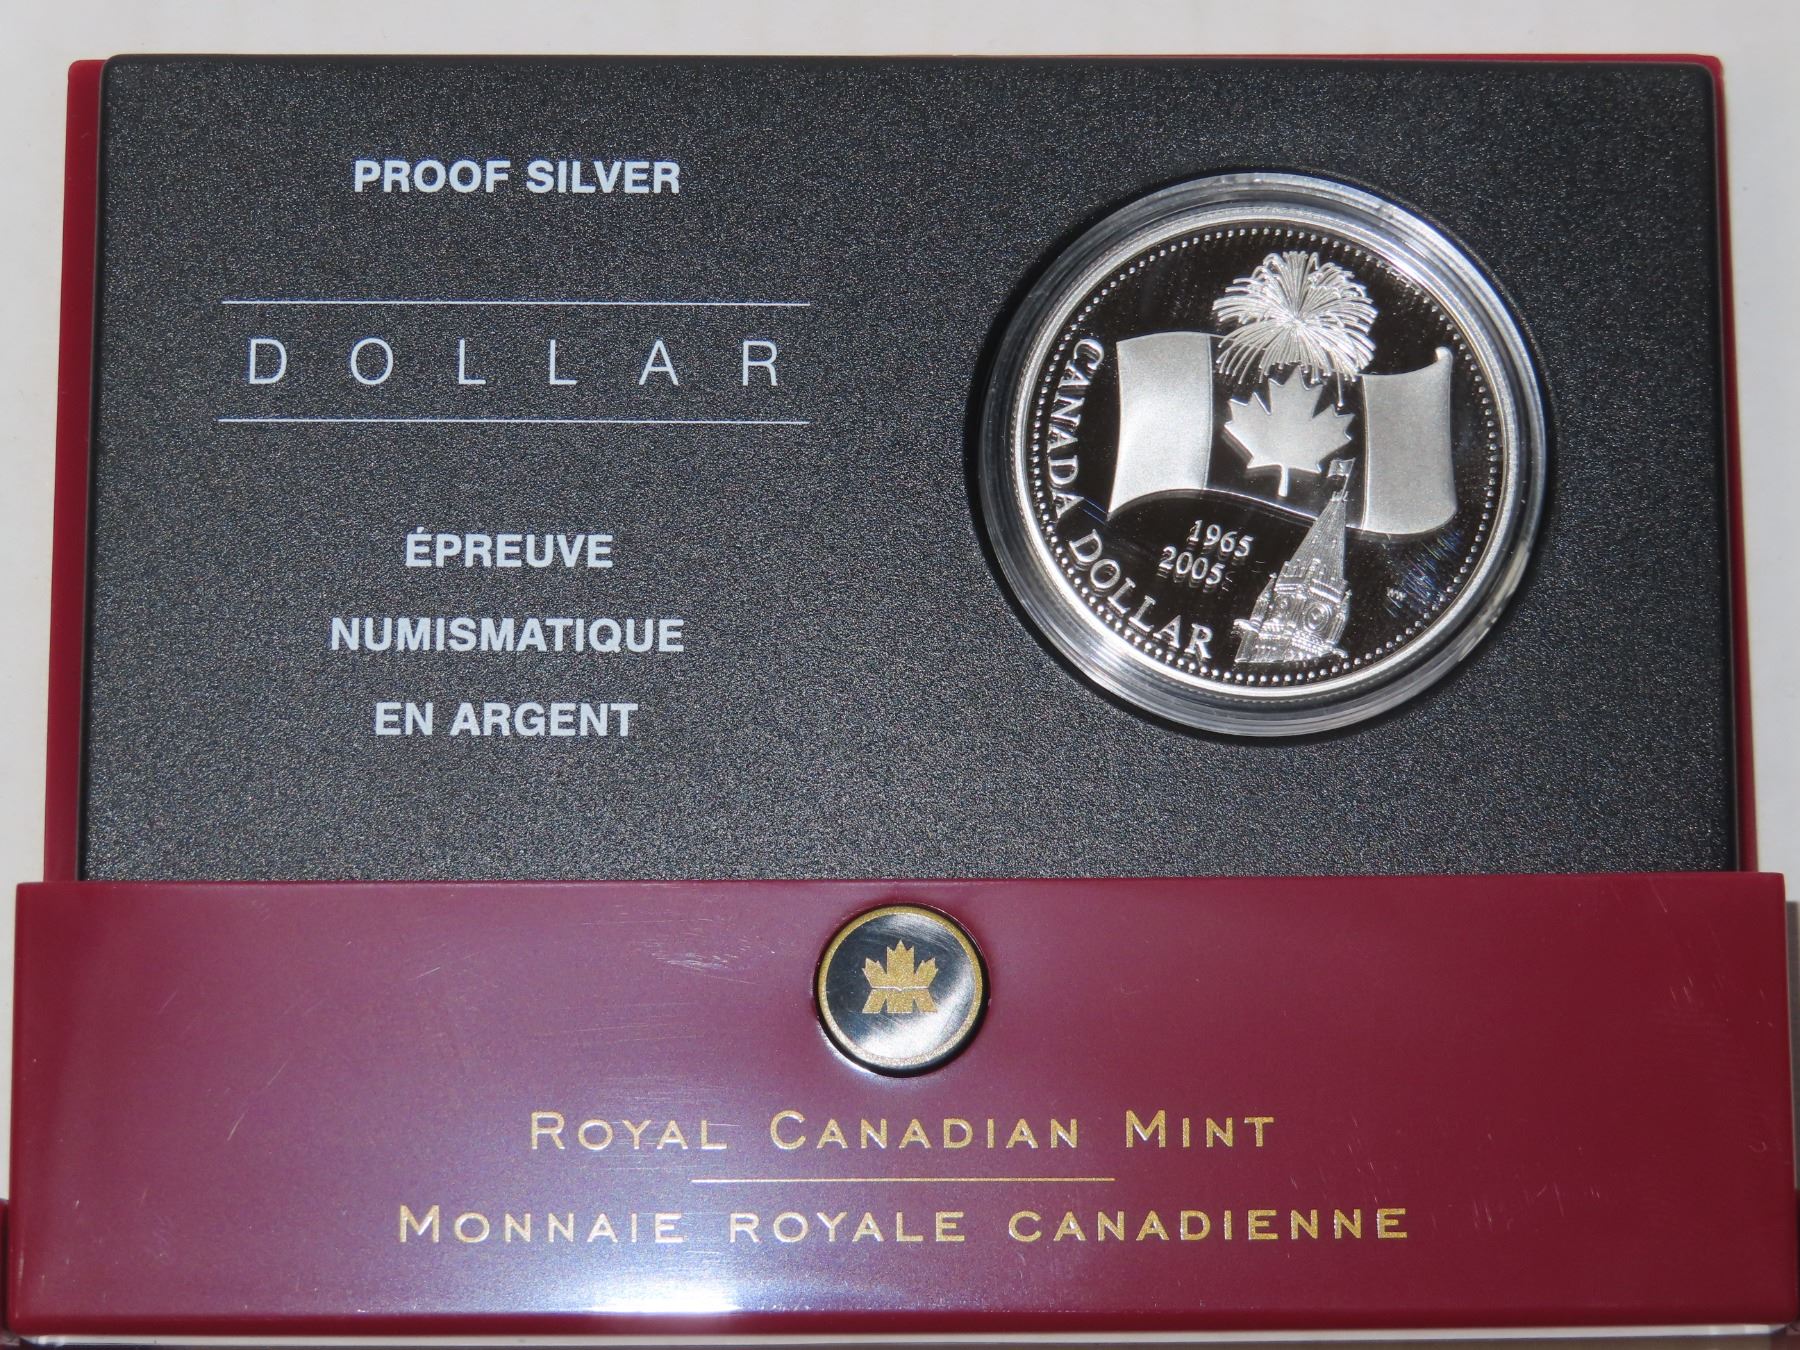 PROOF SILVER
DOLLAR
ÉPREUVE
NUMISMATIQUE
EN ARGENT
CANADA DOLLAR
1965
2005
ROYAL CANADIAN MINT
MONNAIE ROYALE CANADIENNE